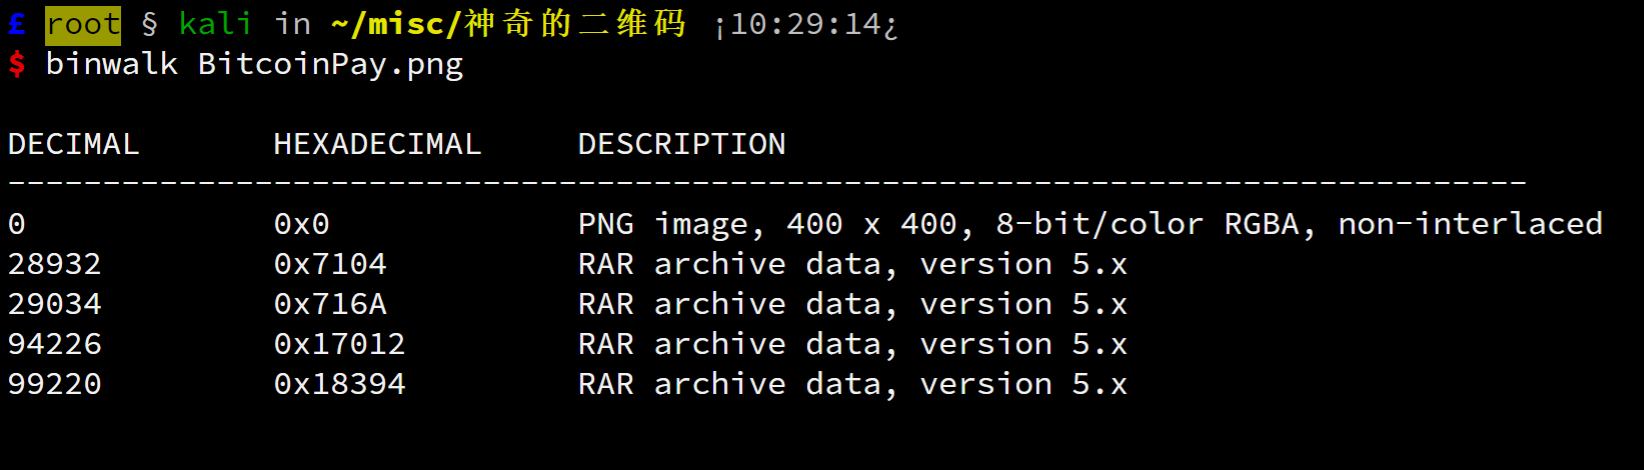 £ root § kali in ~/misc/神奇的二维码 ¡10:29:14¿
$ binwalk BitcoinPay.png
DECIMAL       HEXADECIMAL     DESCRIPTION
--------------------------------------------------------------------------------
0             0x0             PNG image, 400 x 400, 8-bit/color RGBA, non-interlaced
28932         0x7104          RAR archive data, version 5.x
29034         0x716A          RAR archive data, version 5.x
94226         0x17012         RAR archive data, version 5.x
99220         0x18394         RAR archive data, version 5.x